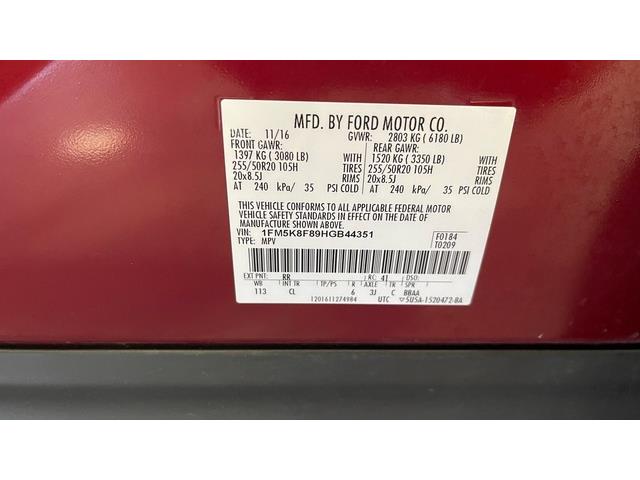 MFD. BY FORD MOTOR CO.
DATE: 11/16 GVWR: 2803 KG ( 6180 LB)
FRONT GAWR: REAR GAWR:
1397 KG ( 3080 LB) WITH 1520 KG ( 3350 LB) WITH
255/50R20 105H TIRES 255/50R20 105H TIRES
20x8.5J RIMS 20x8.5J RIMS
AT 240 kPa/ 35 PSI COLD AT 240 kPa/ 35 PSI COLD
THIS VEHICLE CONFORMS TO ALL APPLICABLE FEDERAL MOTOR
VEHICLE SAFETY STANDARDS IN EFFECT ON THE DATE OF
MANUFACTURE SHOWN ABOVE.
VIN: 1FM5K8F89HGB44351 F0184
TYPE: MPV T0209
EXT PNT: RR RC: 41 DSO:
WB INT TR TP/PS R AXLE TR SPR
113 CL 6 3J C BBAA
1201611274984 UTC 5U5A-1520472-BA